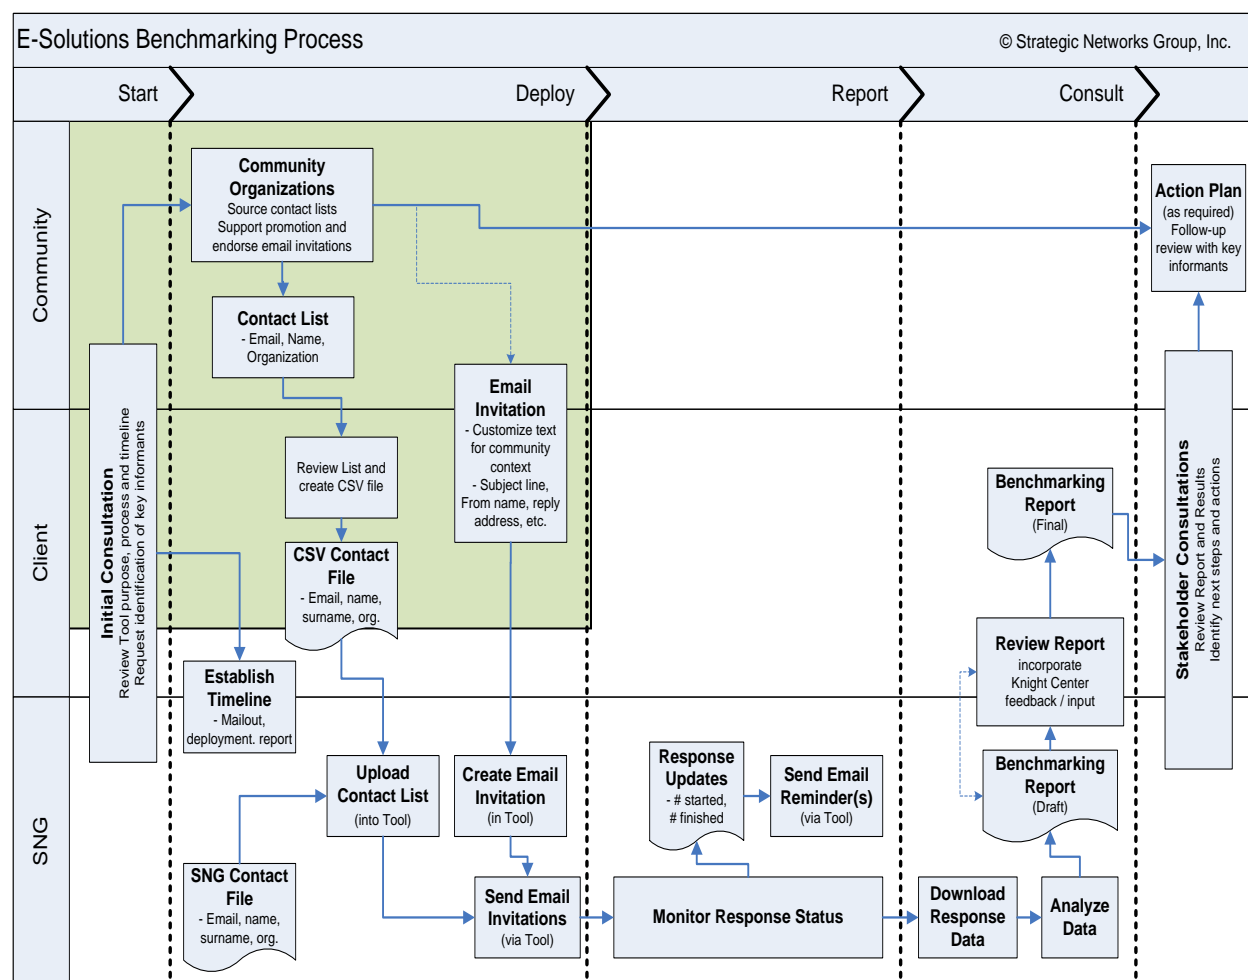 E-Solutions Benchmarking Process
© Strategic Networks Group, Inc.
Start
Deploy
Report
Consult
Community
Client
SNG
Initial Consultation
Review Tool purpose, process and timeline
Request identification of key informants
Community
Organizations
Source contact lists
Support promotion and
endorse email invitations
Contact List
- Email, Name,
Organization
Review List and
create CSV file
CSV Contact
File
- Email, name,
surname, org.
Establish
Timeline
- Mailout,
deployment. report
Email
Invitation
- Customize text
for community
context
- Subject line,
From name, reply
address, etc.
Upload
Contact List
(into Tool)
Create Email
Invitation
(in Tool)
SNG Contact
File
- Email, name,
surname, org.
Send Email
Invitations
(via Tool)
Response
Updates
- # started,
# finished
Send Email
Reminder(s)
(via Tool)
Monitor Response Status
Download
Response
Data
Analyze
Data
Benchmarking
Report
(Draft)
Review Report
incorporate
Knight Center
feedback / input
Benchmarking
Report
(Final)
Stakeholder Consultations
Review Report and Results
Identify next steps and actions
Action Plan
(as required)
Follow-up
review with key
informants